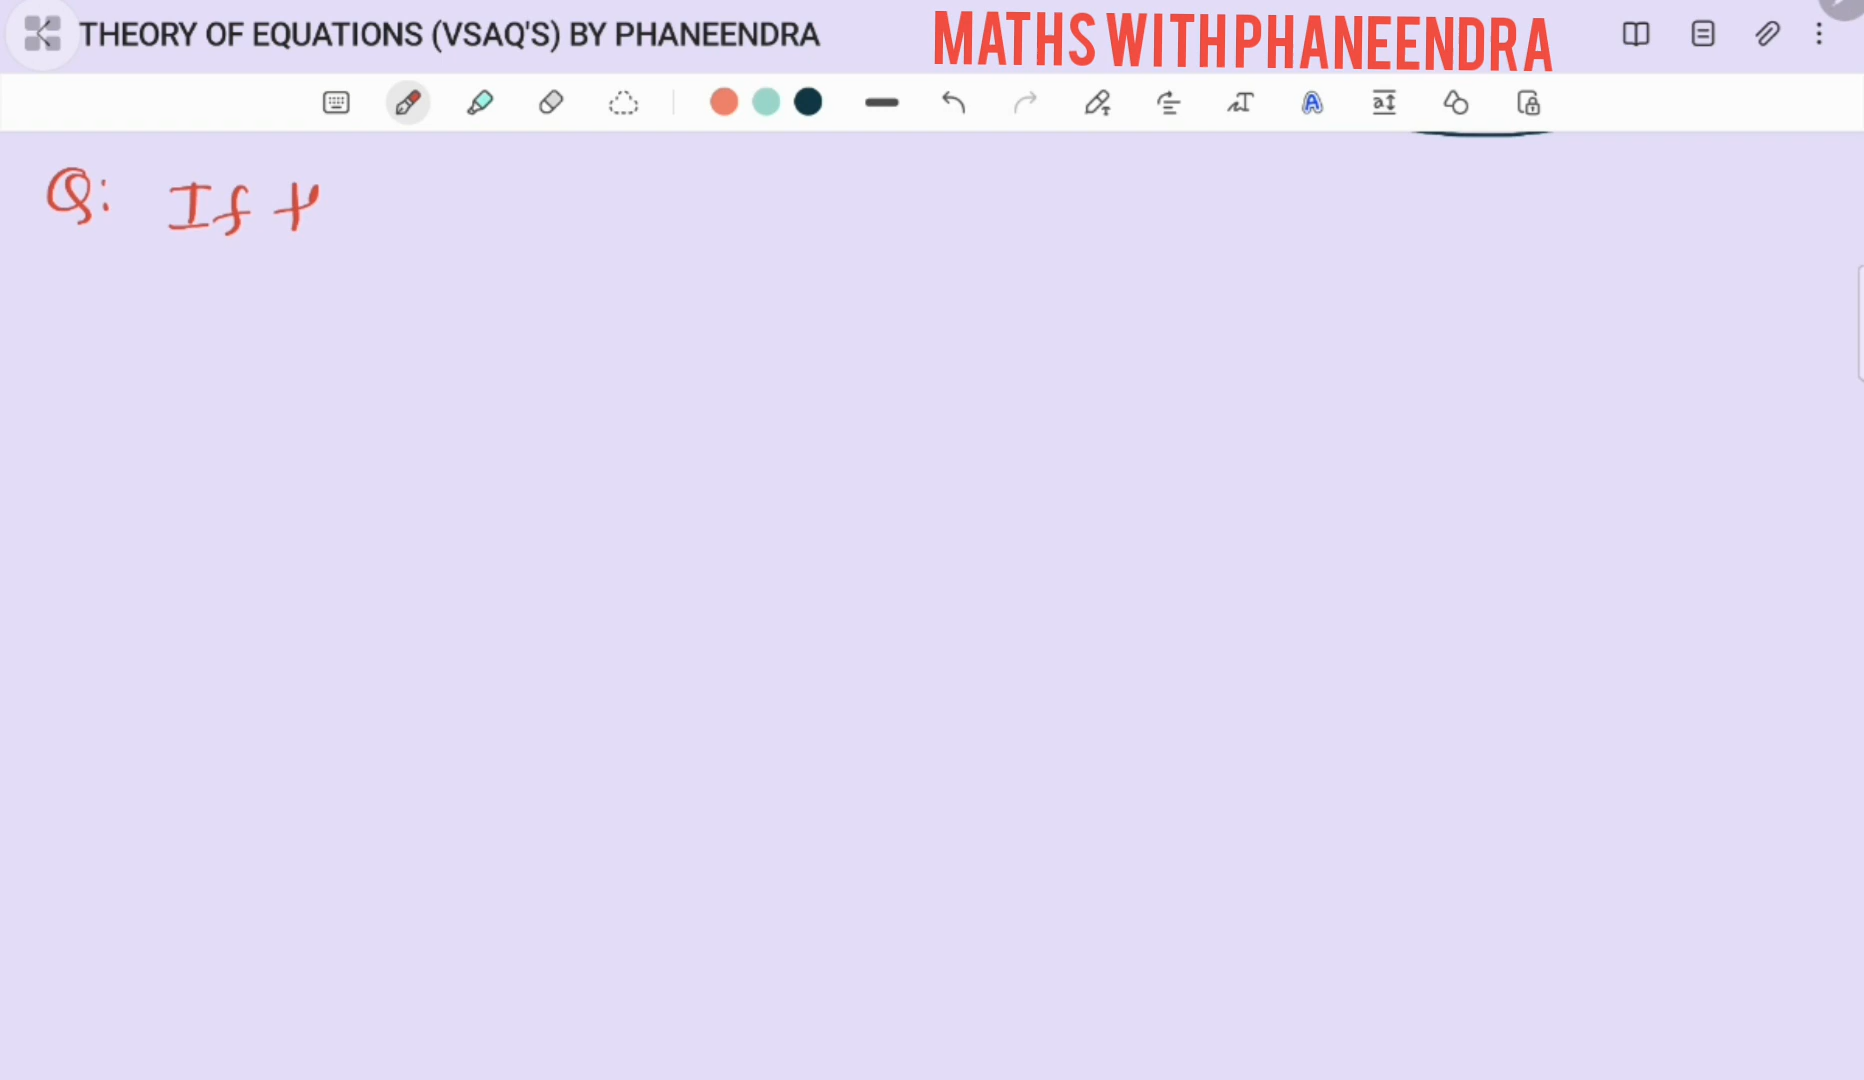 THEORY OF EQUATIONS (VSAQ'S) BY PHANEENDRA
MATHS WITH PHANEENDRA
Q: If